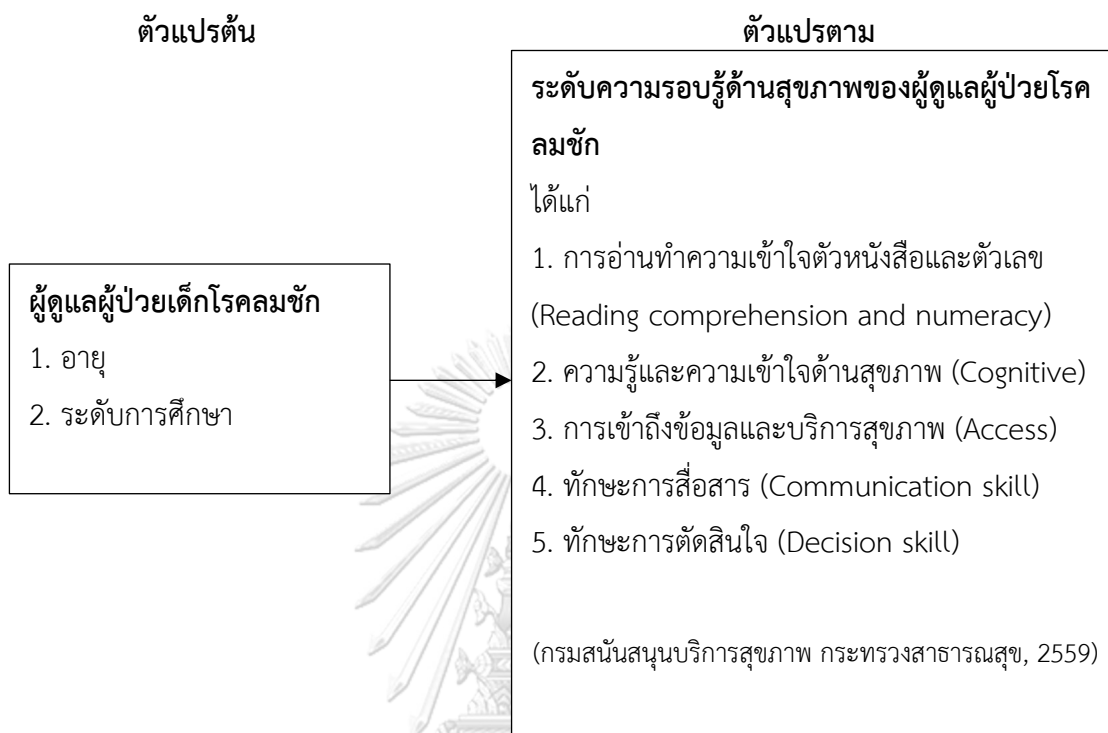 ตัวแปรต้น
ตัวแปรตาม
ผู้ดูแลผู้ป่วยเด็กโรคลมชัก
1. อายุ
2. ระดับการศึกษา
ระดับความรอบรู้ด้านสุขภาพของผู้ดูแลผู้ป่วยโรค
ลมชัก
ได้แก่
1. การอ่านทำความเข้าใจตัวหนังสือและตัวเลข
(Reading comprehension and numeracy)
2. ความรู้และความเข้าใจด้านสุขภาพ (Cognitive)
3. การเข้าถึงข้อมูลและบริการสุขภาพ (Access)
4. ทักษะการสื่อสาร (Communication skill)
5. ทักษะการตัดสินใจ (Decision skill)
(กรมสนันสนุนบริการสุขภาพ กระทรวงสาธารณสุข, 2559)